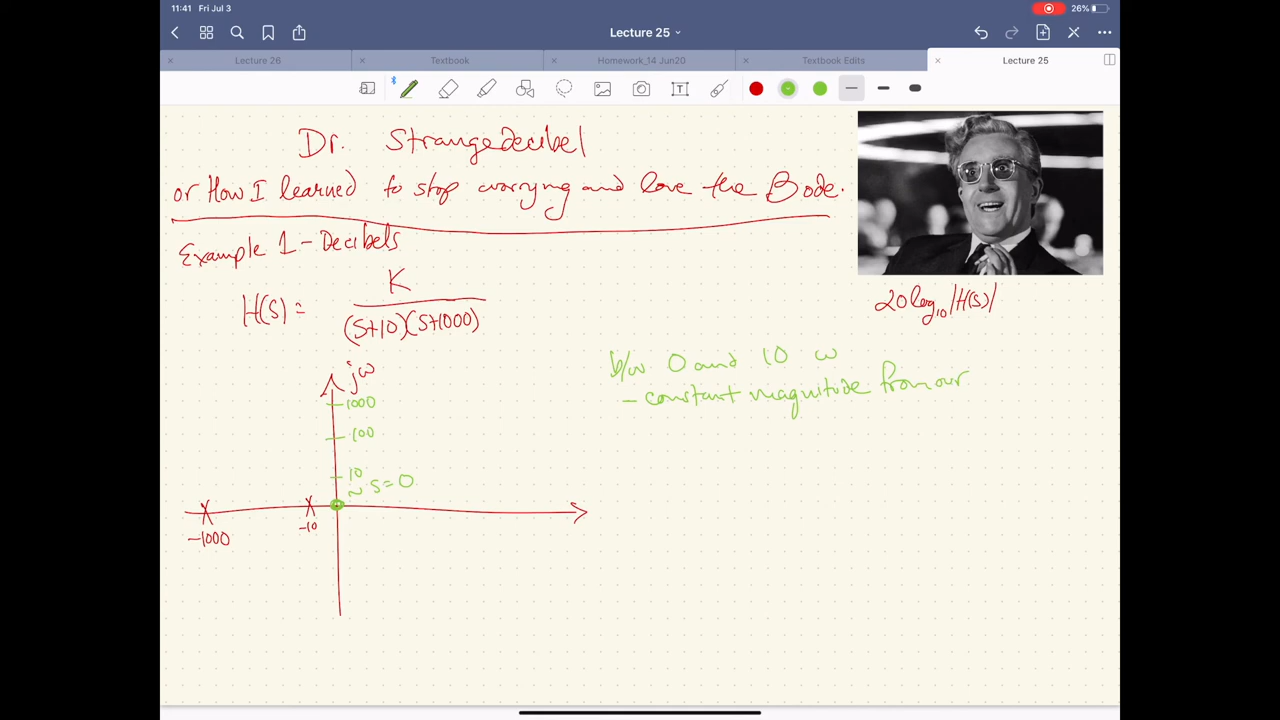 11:41 Fri Jul 3
26%
Lecture 25
Lecture 26
Textbook
Homework_14 Jun20
Textbook Edits
Lecture 25
Dr. Strangedecibel
or How I learned to stop worrying and love the Bode.
Example 1 - Decibels
H(s) = K / (S+10)(S+1000)
20 log₁₀ |H(s)|
b/w 0 and 10 ω
- constant magnitude from our
jω
1000
100
10
~ S=0
-1000
-10